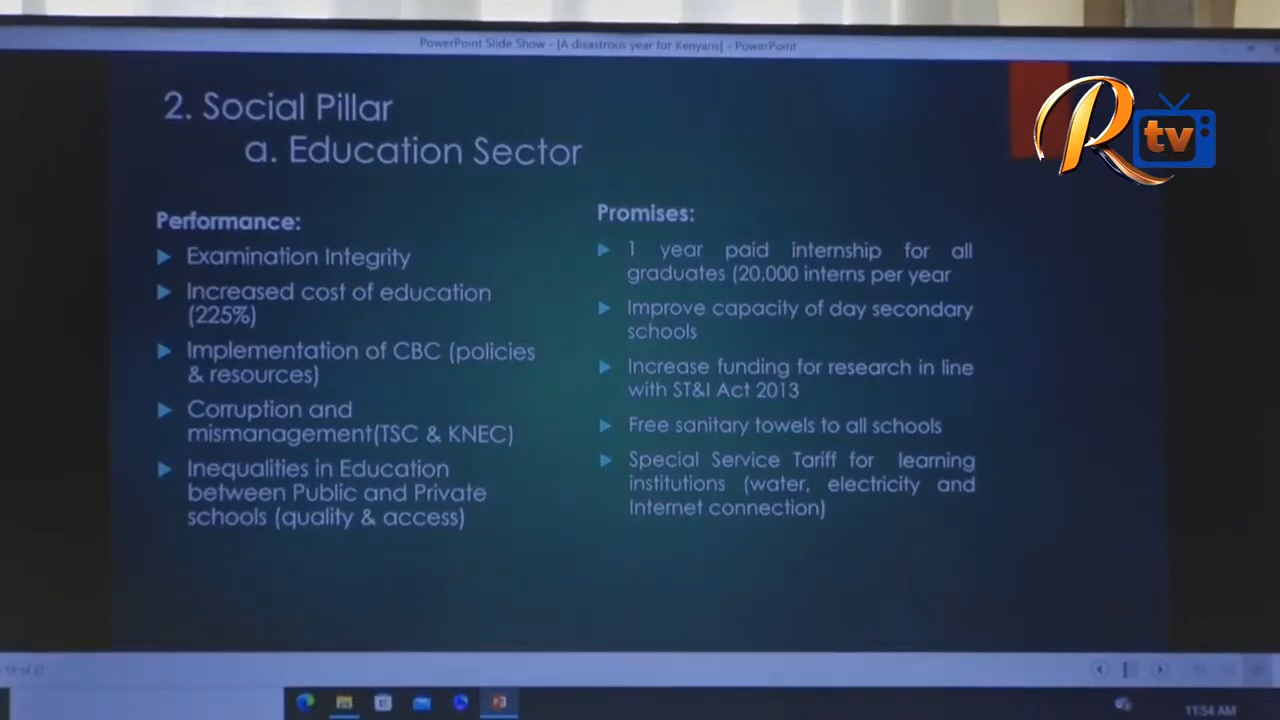 PowerPoint Slide Show - [A disastrous year for Kenyans] - PowerPoint
2. Social Pillar
a. Education Sector
R tv
Performance:
Examination Integrity
Increased cost of education
(225%)
Implementation of CBC (policies
& resources)
Corruption and
mismanagement(TSC & KNEC)
Inequalities in Education
between Public and Private
schools (quality & access)
Promises:
1 year paid internship for all
graduates (20,000 interns per year
Improve capacity of day secondary
schools
Increase funding for research in line
with ST&I Act 2013
Free sanitary towels to all schools
Special Service Tariff for learning
institutions (water, electricity and
Internet connection)
11:54 AM